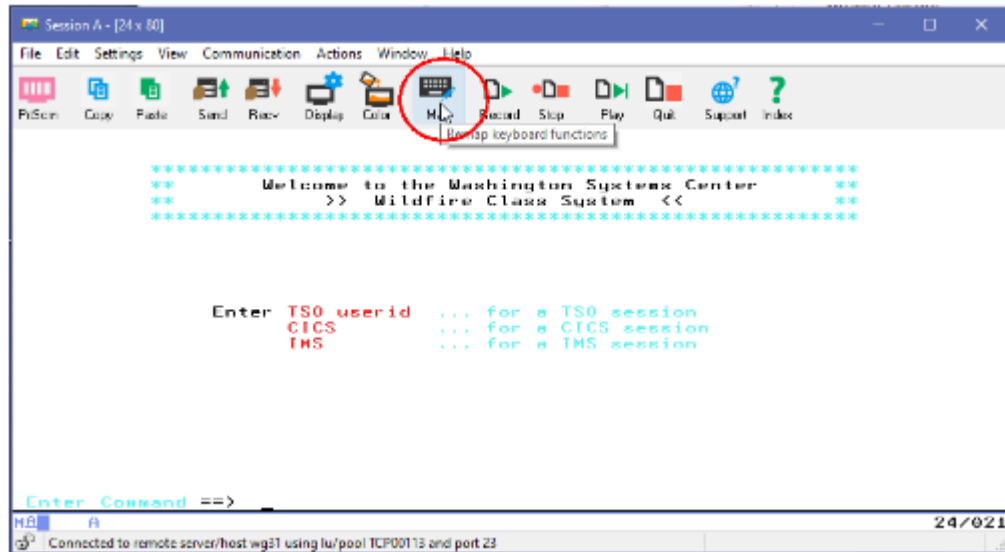 Session A - [24 x 80]
File Edit Settings View Communication Actions Window Help
PrtScrn Copy Paste Send Recv Display Color Record Stop Play Quit Support Index
Remap keyboard functions
****************************************************************
** Welcome to the Washington Systems Center **
** >> Wildfire Class System << **
****************************************************************
Enter TSO userid ... for a TSO session
CICS ... for a CICS session
IMS ... for a IMS session
Enter Command ==> _
MA A 24/021
Connected to remote server/host wg31 using lu/pool TCP00113 and port 23